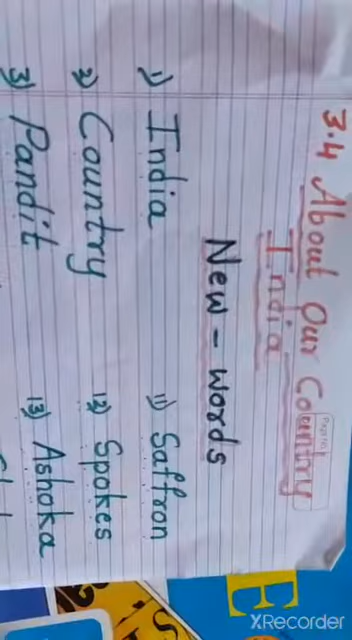 3.4 About Our Country
India
New - words
1) India
11) Saffron
2) Country
12) Spokes
3) Pandit
13) Ashoka
XRecorder